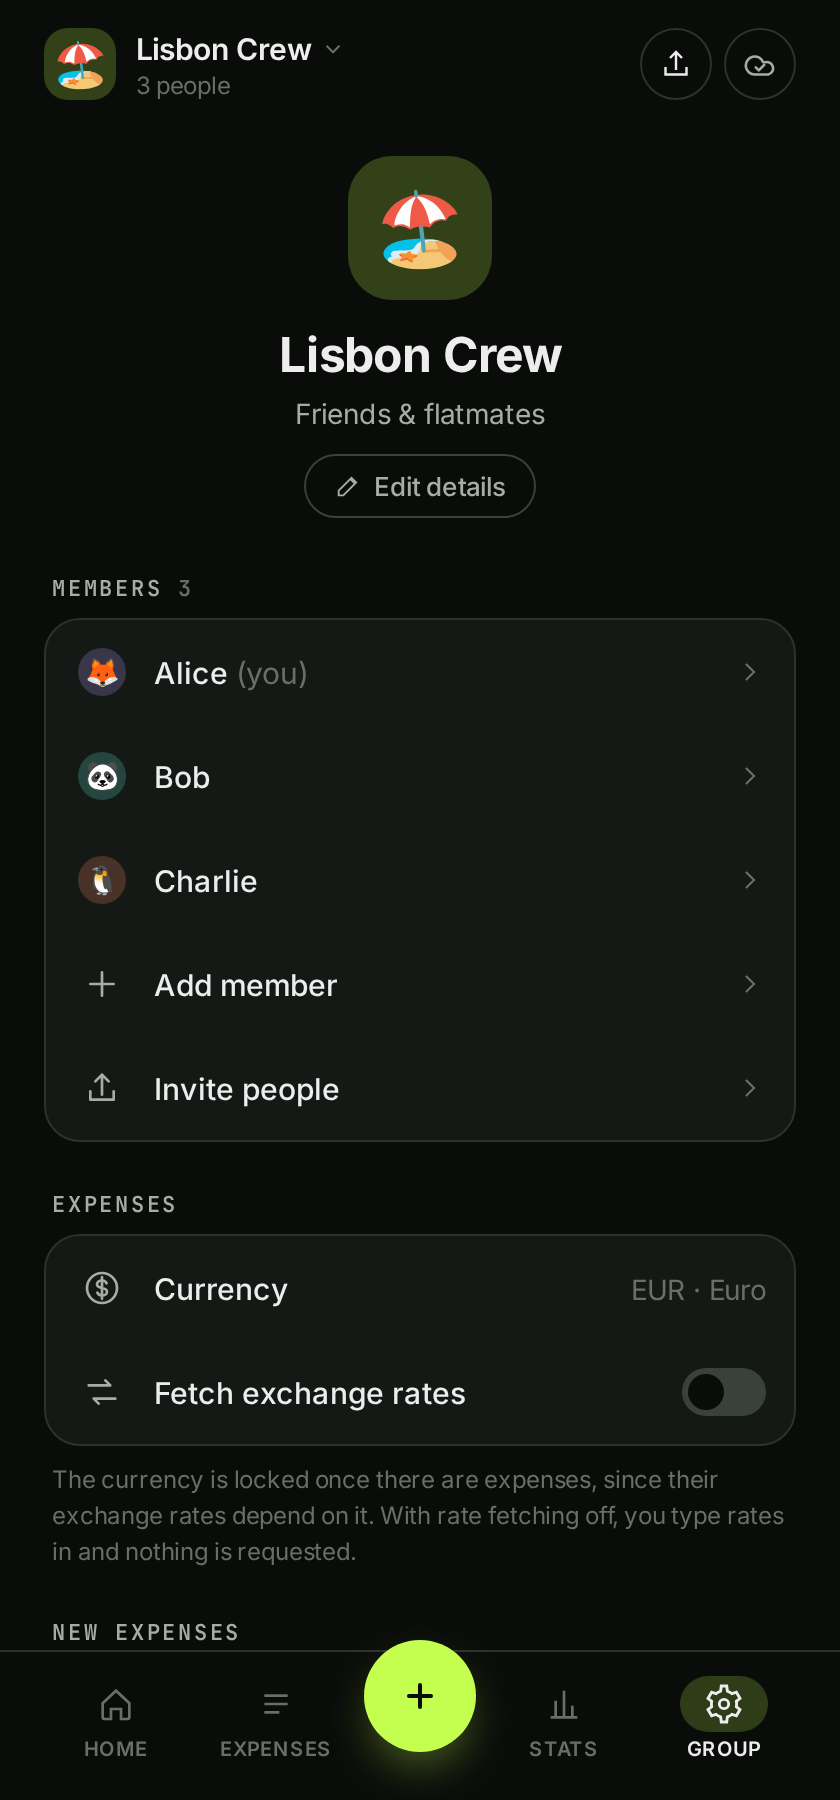 Lisbon Crew
3 people
Lisbon Crew
Friends & flatmates
Edit details
MEMBERS 3
Alice (you)
Bob
Charlie
Add member
Invite people
EXPENSES
Currency EUR · Euro
Fetch exchange rates
The currency is locked once there are expenses, since their
exchange rates depend on it. With rate fetching off, you type rates
in and nothing is requested.
NEW EXPENSES
HOME EXPENSES STATS GROUP